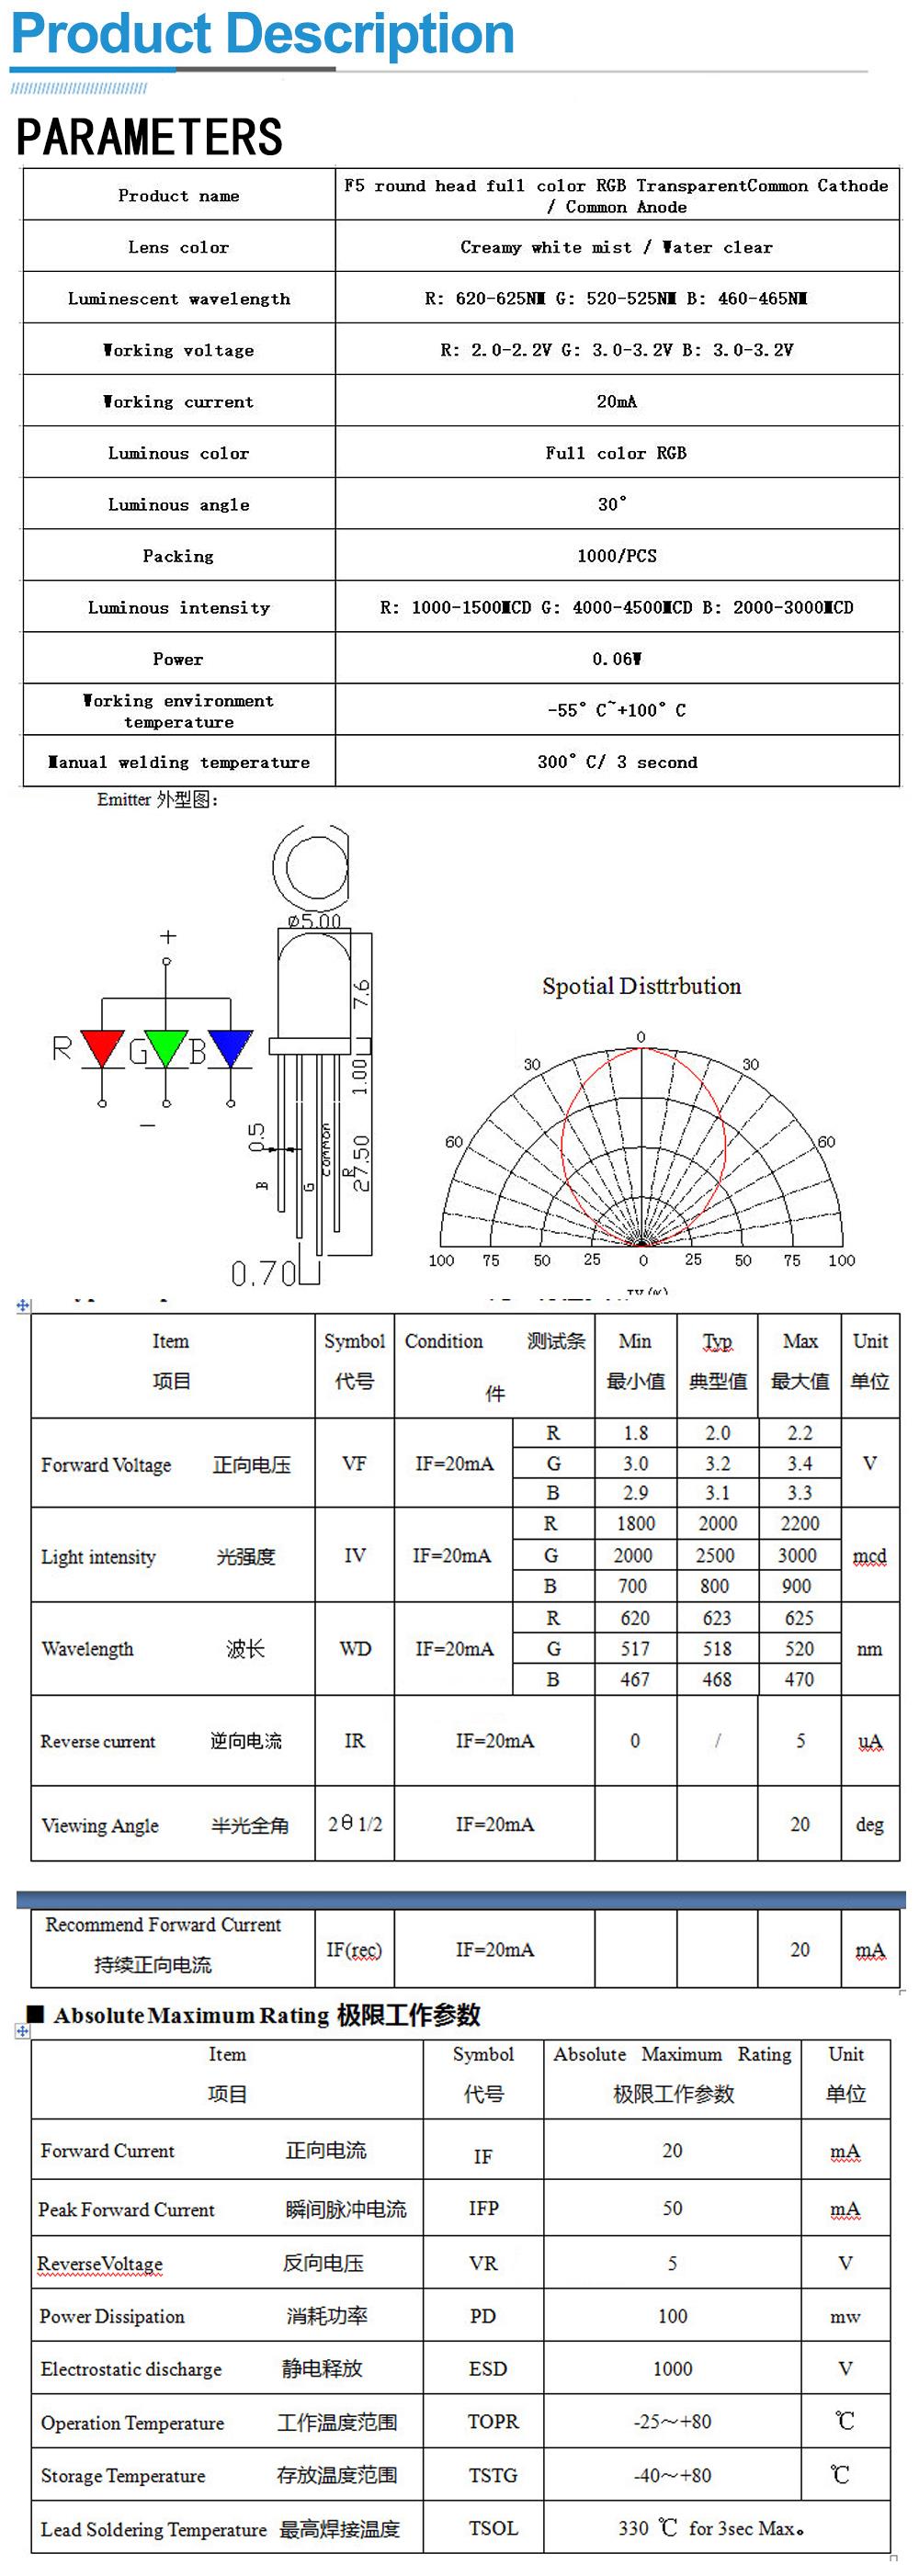 Product Description
PARAMETERS
Product name
F5 round head full color RGB TransparentCommon Cathode
/ Common Anode
Lens color
Creamy white mist / Water clear
Luminescent wavelength
R: 620-625NM G: 520-525NM B: 460-465NM
Working voltage
R: 2.0-2.2V G: 3.0-3.2V B: 3.0-3.2V
Working current
20mA
Luminous color
Full color RGB
Luminous angle
30°
Packing
1000/PCS
Luminous intensity
R: 1000-1500MCD G: 4000-4500MCD B: 2000-3000MCD
Power
0.06W
Working environment
temperature
-55° C~+100° C
Manual welding temperature
300° C/ 3 second
Emitter 外型图:
ø5.00
+
R G B
−
7.6
1.00
27.50
0.5
B
G
common
R
0.70
Spotial Disttrbution
0
30 30
60 60
100 75 50 25 0 25 50 75 100
Item 项目
Symbol 代号
Condition 测试条
件
Min 最小值
Typ 典型值
Max 最大值
Unit 单位
Forward Voltage 正向电压 VF IF=20mA V
R 1.8 2.0 2.2
G 3.0 3.2 3.4
B 2.9 3.1 3.3
Light intensity 光强度 IV IF=20mA mcd
R 1800 2000 2200
G 2000 2500 3000
B 700 800 900
Wavelength 波长 WD IF=20mA nm
R 620 623 625
G 517 518 520
B 467 468 470
Reverse current 逆向电流 IR IF=20mA 0 / 5 uA
Viewing Angle 半光全角 2θ1/2 IF=20mA 20 deg
Recommend Forward Current
持续正向电流
IF(rec) IF=20mA 20 mA
■ Absolute Maximum Rating 极限工作参数
Item Symbol Absolute Maximum Rating Unit
项目 代号 极限工作参数 单位
Forward Current 正向电流 IF 20 mA
Peak Forward Current 瞬间脉冲电流 IFP 50 mA
ReverseVoltage 反向电压 VR 5 V
Power Dissipation 消耗功率 PD 100 mw
Electrostatic discharge 静电释放 ESD 1000 V
Operation Temperature 工作温度范围 TOPR -25～+80 ℃
Storage Temperature 存放温度范围 TSTG -40～+80 ℃
Lead Soldering Temperature 最高焊接温度 TSOL 330 ℃ for 3sec Max。